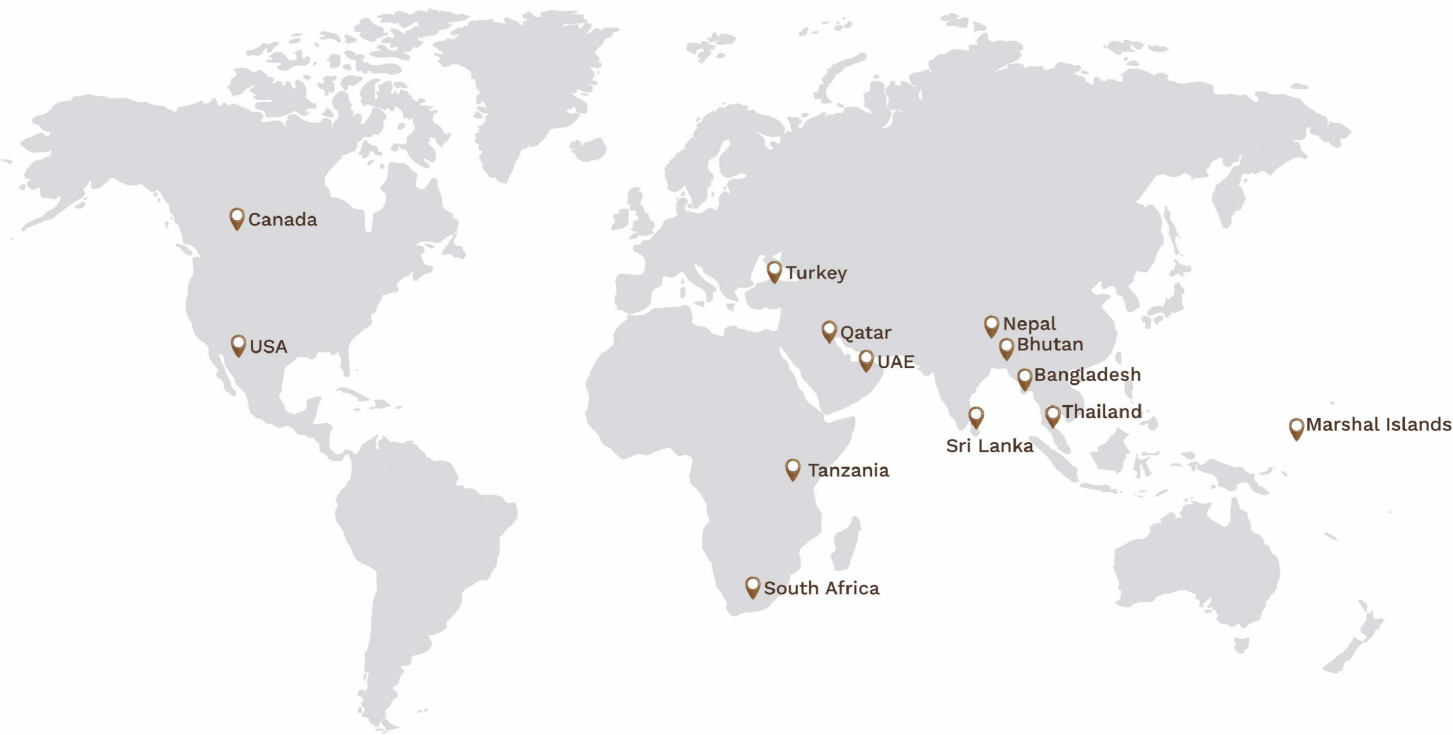 Canada
Turkey
Nepal
Qatar
Bhutan
USA
UAE
Bangladesh
Thailand
Marshal Islands
Sri Lanka
Tanzania
South Africa